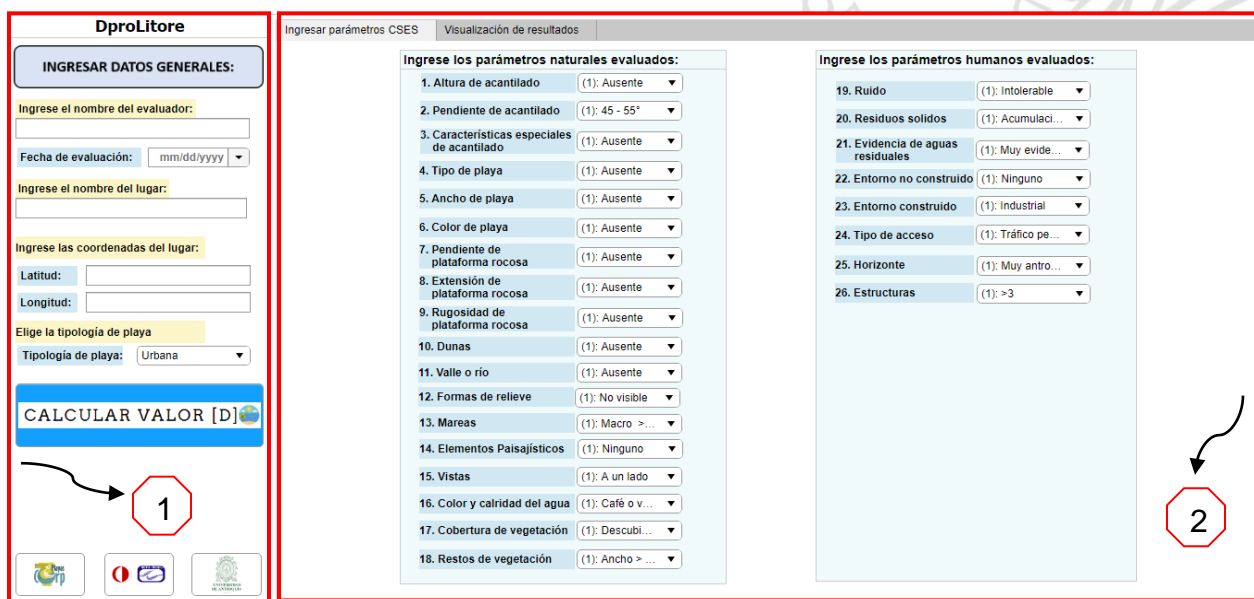 DproLitore
INGRESAR DATOS GENERALES:
Ingrese el nombre del evaluador:
Fecha de evaluación: mm/dd/yyyy
Ingrese el nombre del lugar:
Ingrese las coordenadas del lugar:
Latitud:
Longitud:
Elige la tipología de playa
Tipología de playa: Urbana
CALCULAR VALOR [D]
1
UNIVERSIDAD
DE ANTIOQUIA
Ingresar parámetros CSES
Visualización de resultados
Ingrese los parámetros naturales evaluados:
1. Altura de acantilado (1): Ausente
2. Pendiente de acantilado (1): 45 - 55°
3. Características especiales
de acantilado (1): Ausente
4. Tipo de playa (1): Ausente
5. Ancho de playa (1): Ausente
6. Color de playa (1): Ausente
7. Pendiente de
plataforma rocosa (1): Ausente
8. Extensión de
plataforma rocosa (1): Ausente
9. Rugosidad de
plataforma rocosa (1): Ausente
10. Dunas (1): Ausente
11. Valle o río (1): Ausente
12. Formas de relieve (1): No visible
13. Mareas (1): Macro >...
14. Elementos Paisajísticos (1): Ninguno
15. Vistas (1): A un lado
16. Color y calridad del agua (1): Café o v...
17. Cobertura de vegetación (1): Descubi...
18. Restos de vegetación (1): Ancho > ...
Ingrese los parámetros humanos evaluados:
19. Ruido (1): Intolerable
20. Residuos solidos (1): Acumulaci...
21. Evidencia de aguas
residuales (1): Muy evide...
22. Entorno no construido (1): Ninguno
23. Entorno construido (1): Industrial
24. Tipo de acceso (1): Tráfico pe...
25. Horizonte (1): Muy antro...
26. Estructuras (1): >3
2